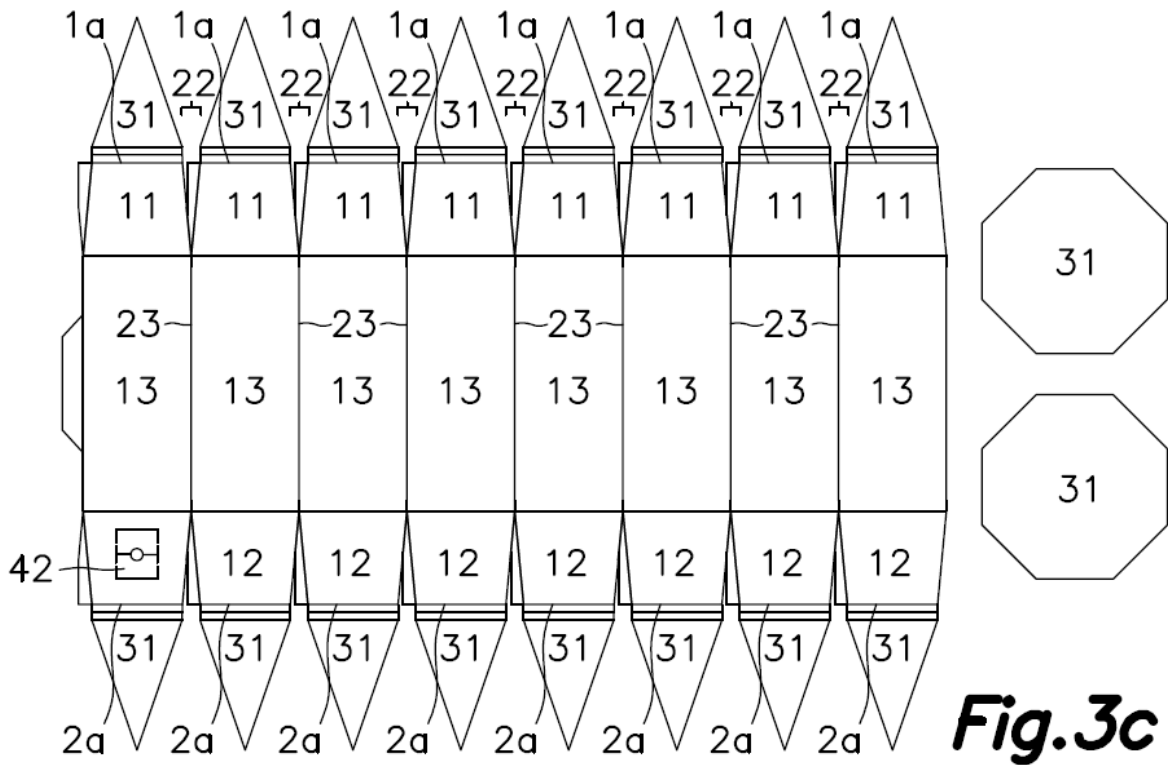 1a 1a 1a 1a 1a 1a 1a 1a
22 22 22 22 22 22 22
31 31 31 31 31 31 31 31
11 11 11 11 11 11 11 11
31
23 23 23 23
13 13 13 13 13 13 13 13
31
42 12 12 12 12 12 12 12
31 31 31 31 31 31 31 31
2a 2a 2a 2a 2a 2a 2a 2a
Fig.3c